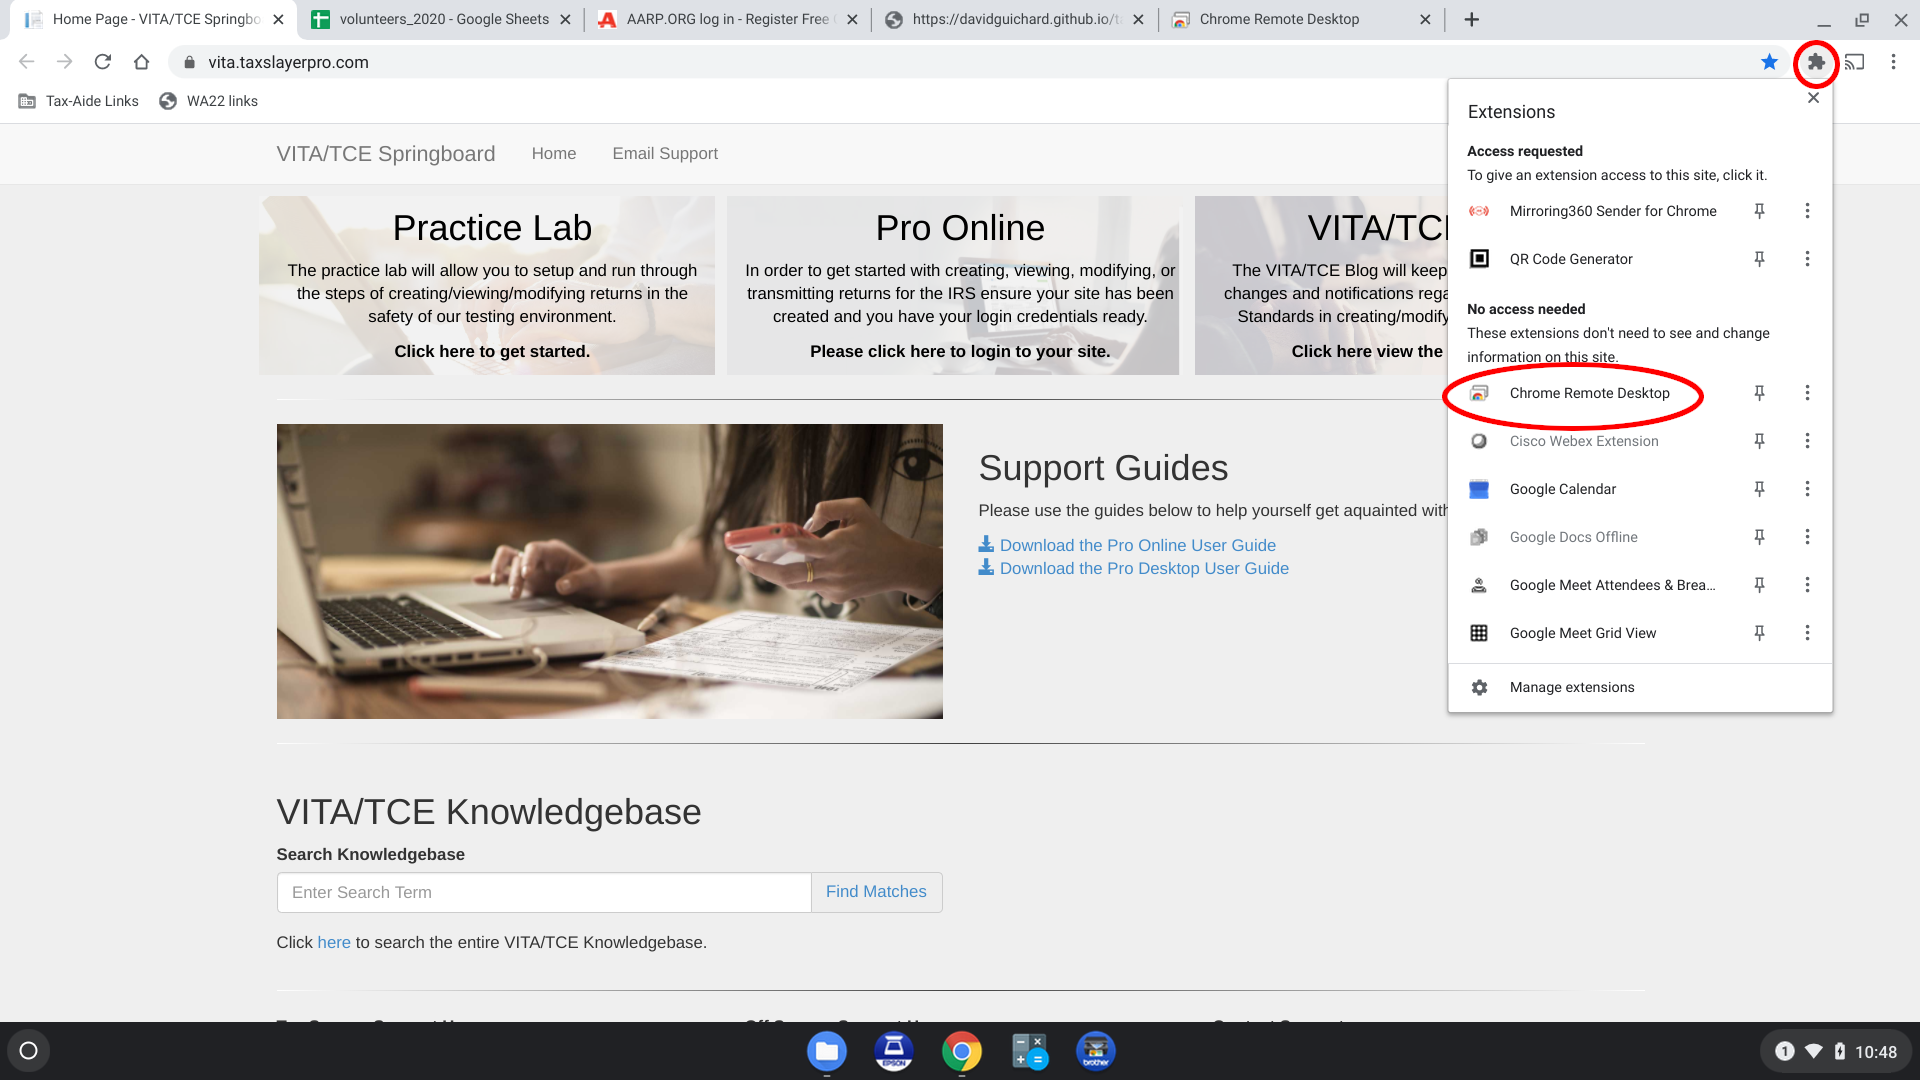 Home Page - VITA/TCE Springbo
volunteers_2020 - Google Sheets
AARP.ORG log in - Register Free
https://davidguichard.github.io/t
Chrome Remote Desktop
vita.taxslayerpro.com
Tax-Aide Links
WA22 links
VITA/TCE Springboard
Home
Email Support
Practice Lab
The practice lab will allow you to setup and run through
the steps of creating/viewing/modifying returns in the
safety of our testing environment.
Click here to get started.
Pro Online
In order to get started with creating, viewing, modifying, or
transmitting returns for the IRS ensure your site has been
created and you have your login credentials ready.
Please click here to login to your site.
VITA/TC
The VITA/TCE Blog will keep
changes and notifications rega
Standards in creating/modify
Click here view the
Extensions
Access requested
To give an extension access to this site, click it.
Mirroring360 Sender for Chrome
QR Code Generator
No access needed
These extensions don't need to see and change
information on this site.
Chrome Remote Desktop
Cisco Webex Extension
Google Calendar
Google Docs Offline
Google Meet Attendees & Brea...
Google Meet Grid View
Manage extensions
Support Guides
Please use the guides below to help yourself get aquainted with
Download the Pro Online User Guide
Download the Pro Desktop User Guide
VITA/TCE Knowledgebase
Search Knowledgebase
Enter Search Term
Find Matches
Click here to search the entire VITA/TCE Knowledgebase.
EPSON
brother
1
10:48